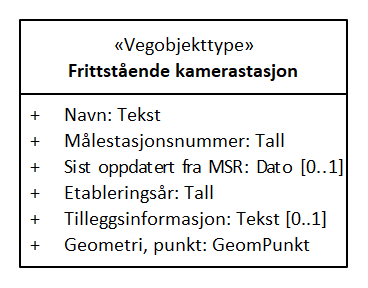 «Vegobjekttype»
Frittstående kamerastasjon
+ Navn: Tekst
+ Målestasjonsnummer: Tall
+ Sist oppdatert fra MSR: Dato [0..1]
+ Etableringsår: Tall
+ Tilleggsinformasjon: Tekst [0..1]
+ Geometri, punkt: GeomPunkt